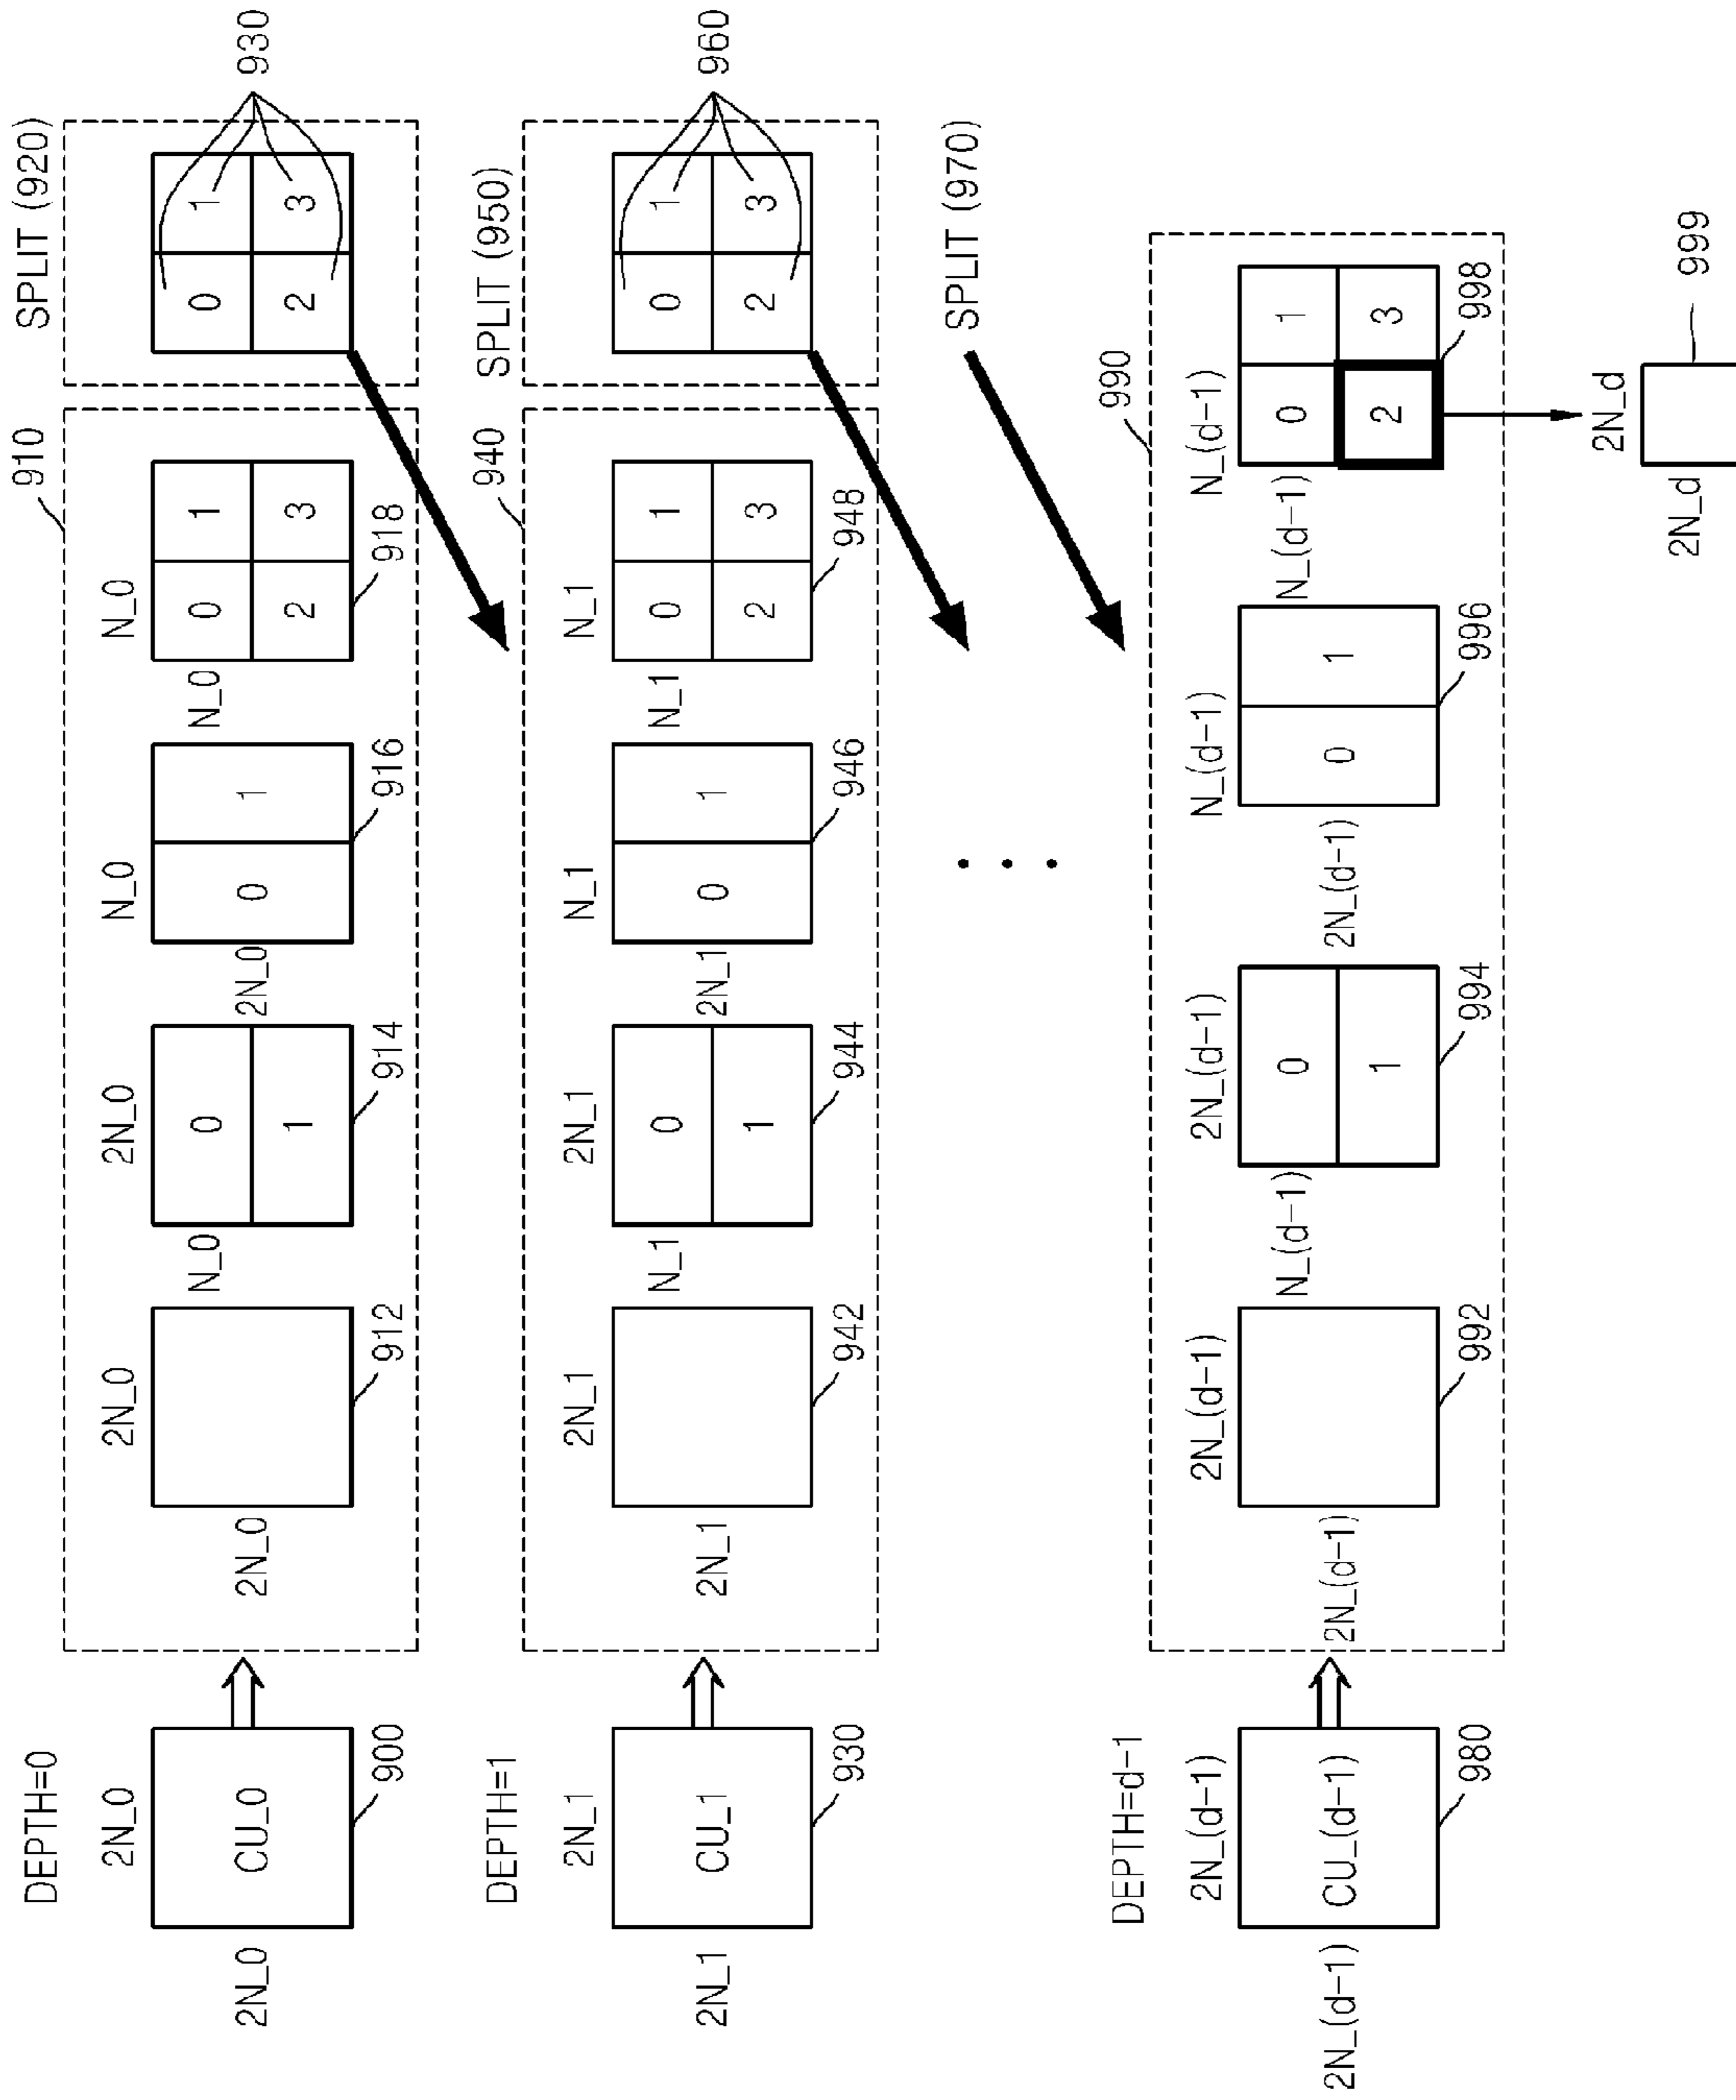 DEPTH=0
2N_0
2N_0
CU_0
900
910
2N_0
2N_0
912
2N_0
N_0
0
1
914
N_0
2N_0
0
1
916
N_0
N_0
0
1
2
3
918
SPLIT (920)
0
1
2
3
930
DEPTH=1
2N_1
2N_1
CU_1
930
940
2N_1
2N_1
942
2N_1
N_1
0
1
944
N_1
2N_1
0
1
946
N_1
N_1
0
1
2
3
948
SPLIT (950)
0
1
2
3
960
SPLIT (970)
DEPTH=d-1
2N_(d-1)
2N_(d-1)
CU_(d-1)
980
990
2N_(d-1)
2N_(d-1)
992
2N_(d-1)
N_(d-1)
0
1
994
N_(d-1)
2N_(d-1)
0
1
996
N_(d-1)
N_(d-1)
0
1
2
3
998
2N_d
2N_d
999